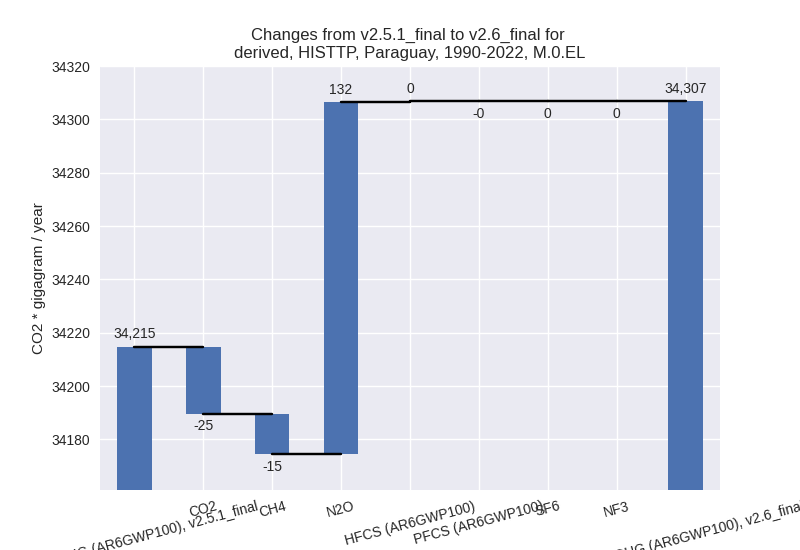 Changes from v2.5.1_final to v2.6_final for
derived, HISTTP, Paraguay, 1990-2022, M.0.EL
34320
34300
34280
34260
34240
34220
34200
34180
CO2 * gigagram / year
34,215
-25
-15
132
0
-0
0
0
34,307
(AR6GWP100), v2.5.1_final
CO2
CH4
N2O
HFCS (AR6GWP100)
PFCS (AR6GWP100)
SF6
NF3
(AR6GWP100), v2.6_final